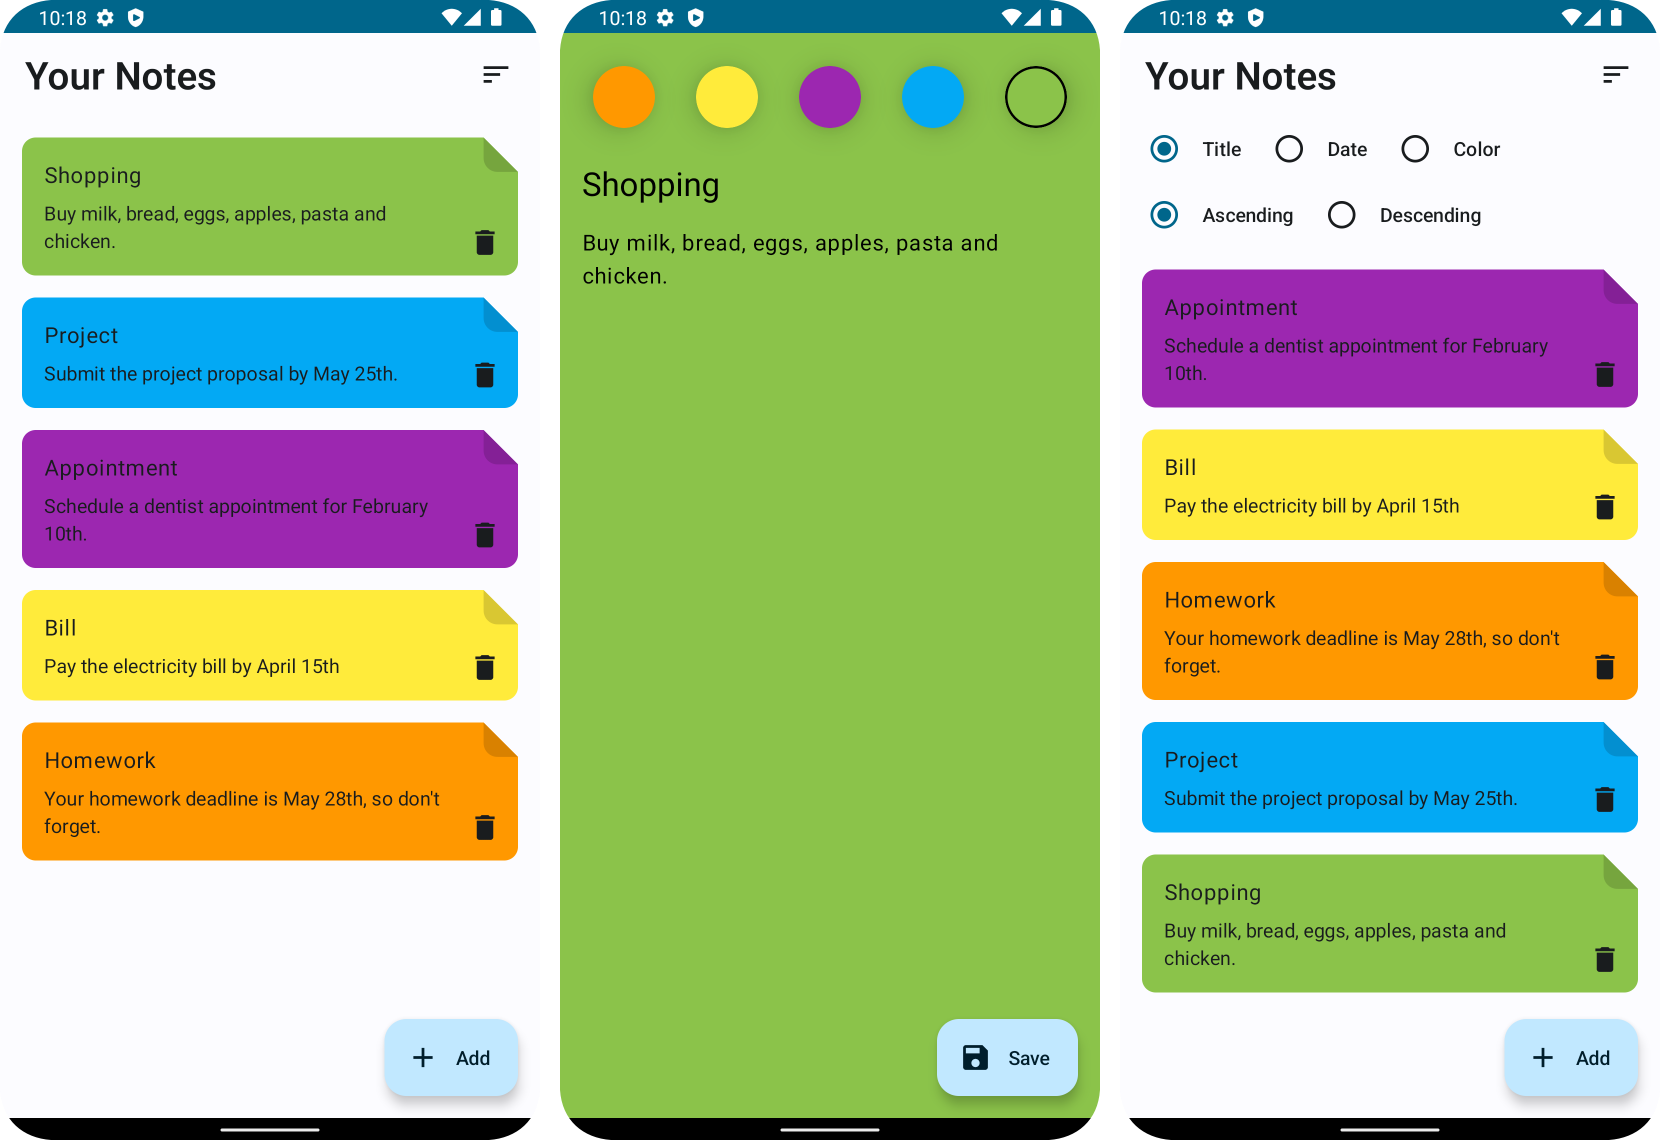 10:18
Your Notes
Shopping
Buy milk, bread, eggs, apples, pasta and
chicken.
Project
Submit the project proposal by May 25th.
Appointment
Schedule a dentist appointment for February
10th.
Bill
Pay the electricity bill by April 15th
Homework
Your homework deadline is May 28th, so don't
forget.
Add
10:18
Shopping
Buy milk, bread, eggs, apples, pasta and
chicken.
Save
10:18
Your Notes
Title Date Color
Ascending Descending
Appointment
Schedule a dentist appointment for February
10th.
Bill
Pay the electricity bill by April 15th
Homework
Your homework deadline is May 28th, so don't
forget.
Project
Submit the project proposal by May 25th.
Shopping
Buy milk, bread, eggs, apples, pasta and
chicken.
Add